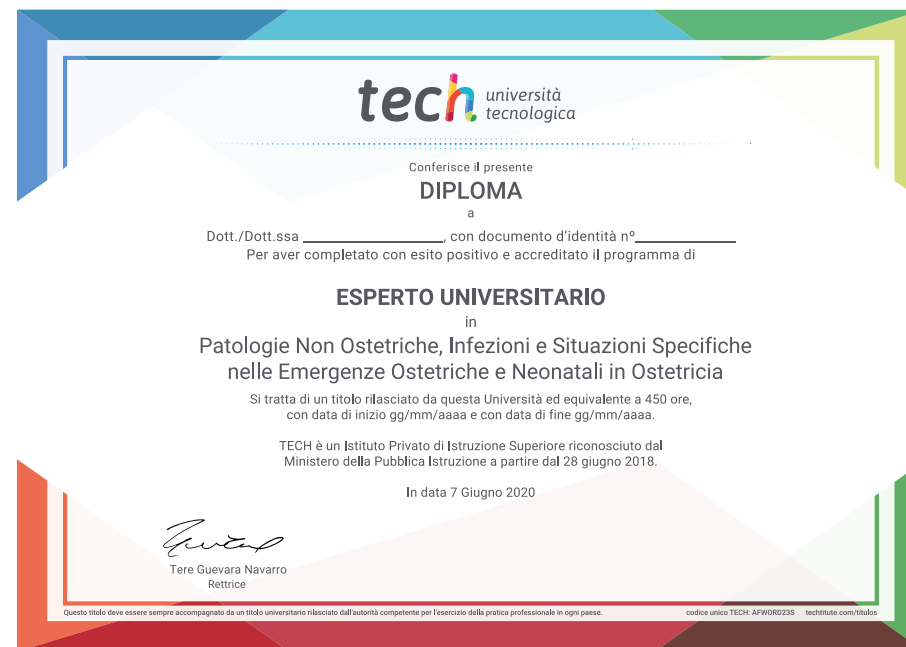 tech università
tecnologica
Conferisce il presente
DIPLOMA
a
Dott./Dott.ssa ____________________, con documento d'identità nº______________
Per aver completato con esito positivo e accreditato il programma di
ESPERTO UNIVERSITARIO
in
Patologie Non Ostetriche, Infezioni e Situazioni Specifiche
nelle Emergenze Ostetriche e Neonatali in Ostetricia
Si tratta di un titolo rilasciato da questa Università ed equivalente a 450 ore,
con data di inizio gg/mm/aaaa e con data di fine gg/mm/aaaa.
TECH è un Istituto Privato di Istruzione Superiore riconosciuto dal
Ministero della Pubblica Istruzione a partire dal 28 giugno 2018.
In data 7 Giugno 2020
Tere Guevara Navarro
Rettrice
Questo titolo deve essere sempre accompagnato da un titolo universitario rilasciato dall'autorità competente per l'esercizio della pratica professionale in ogni paese. codice unico TECH: AFWORD23S techtitute.com/titulos